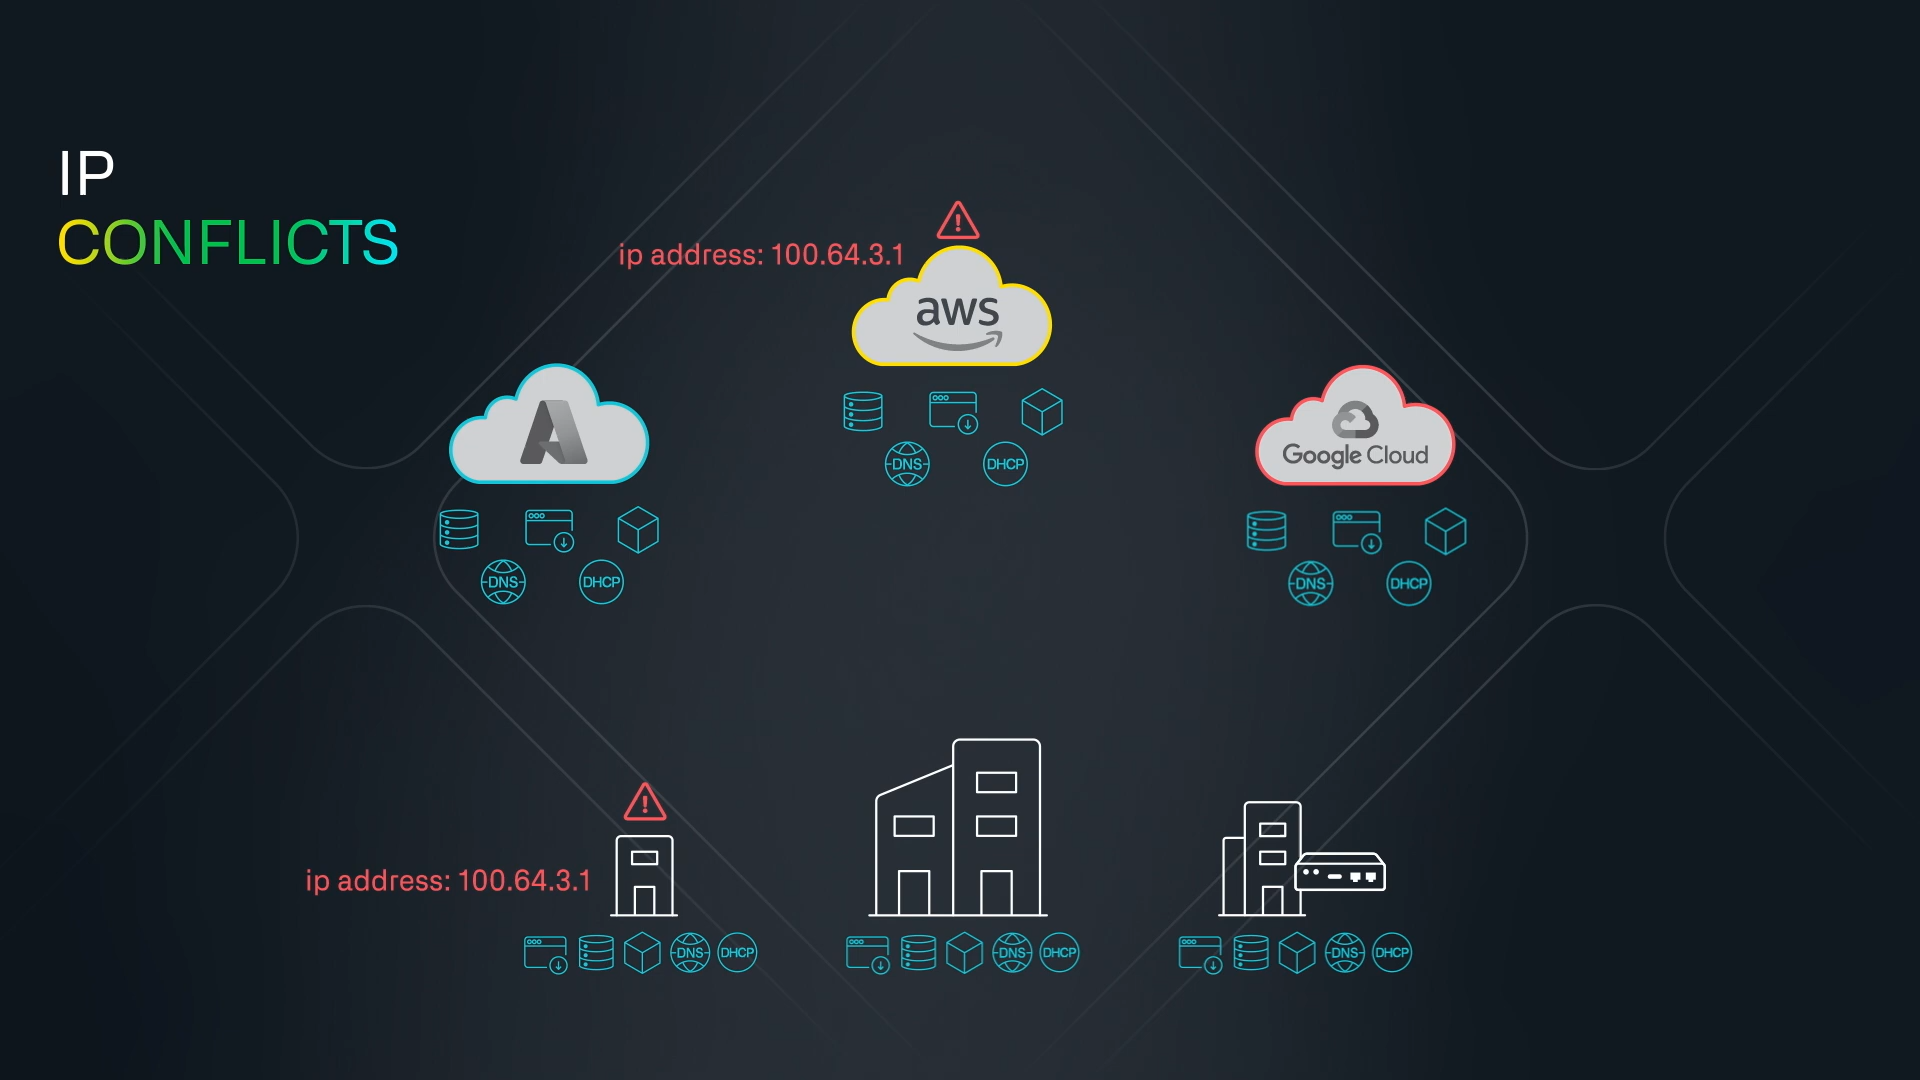 IP
CONFLICTS
ip address: 100.64.3.1
aws
Google Cloud
DNS
DHCP
DNS
DHCP
DNS
DHCP
ip address: 100.64.3.1
DNS
DHCP
DNS
DHCP
DNS
DHCP